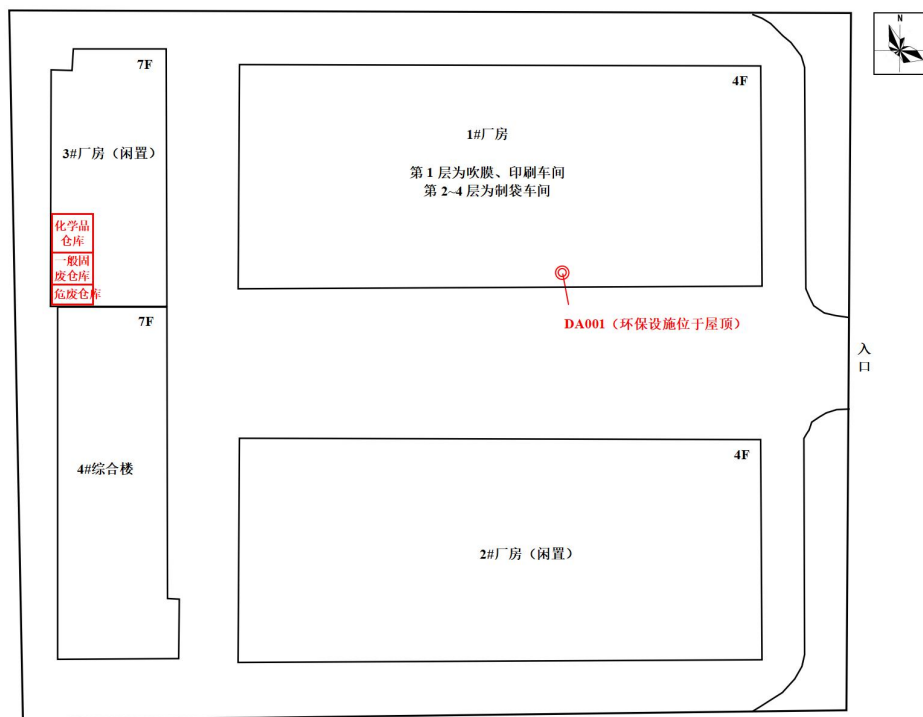 N
7F
4F
1#厂房
3#厂房（闲置）
第 1 层为吹膜、印刷车间
第 2~4 层为制袋车间
化学品
仓库
一般固
废仓库
危废仓库
7F
DA001（环保设施位于屋顶）
入
口
4F
4#综合楼
2#厂房（闲置）